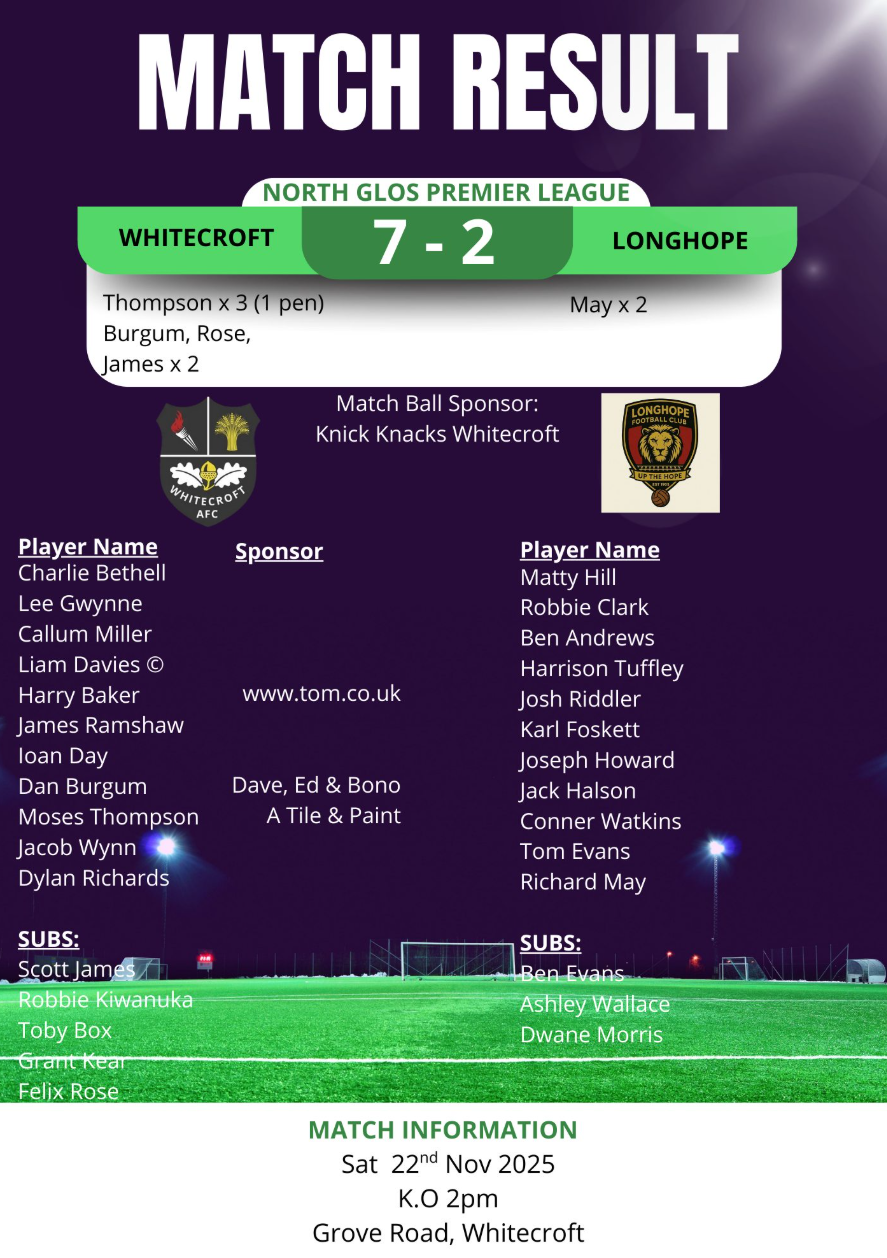 MATCH RESULT
NORTH GLOS PREMIER LEAGUE
WHITECROFT
7 - 2
LONGHOPE
Thompson x 3 (1 pen)
Burgum, Rose,
James x 2
May x 2
Match Ball Sponsor:
Knick Knacks Whitecroft
WHITECROFT
AFC
LONGHOPE
FOOTBALL CLUB
UP THE HOPE
Player Name
Charlie Bethell
Lee Gwynne
Callum Miller
Liam Davies ©
Harry Baker
James Ramshaw
Ioan Day
Dan Burgum
Moses Thompson
Jacob Wynn
Dylan Richards
SUBS:
Scott James
Robbie Kiwanuka
Toby Box
Grant Kear
Felix Rose
Sponsor
www.tom.co.uk
Dave, Ed & Bono
A Tile & Paint
Player Name
Matty Hill
Robbie Clark
Ben Andrews
Harrison Tuffley
Josh Riddler
Karl Foskett
Joseph Howard
Jack Halson
Conner Watkins
Tom Evans
Richard May
SUBS:
Ben Evans
Ashley Wallace
Dwane Morris
MATCH INFORMATION
Sat 22nd Nov 2025
K.O 2pm
Grove Road, Whitecroft